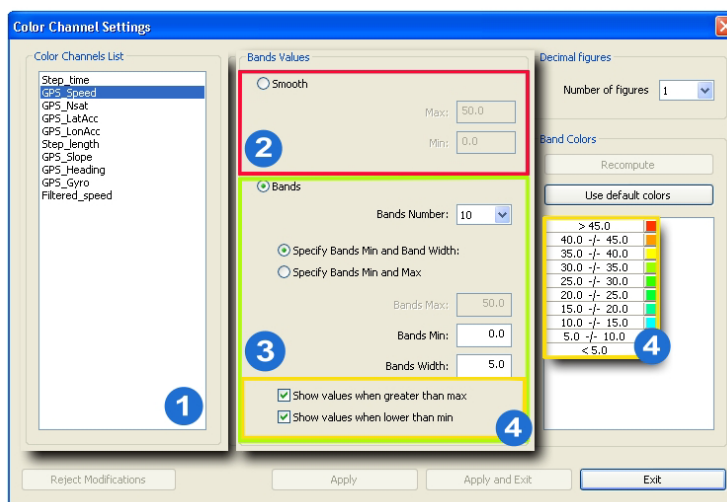 Color Channel Settings
Color Channels List
Step_time
GPS_Speed
GPS_Nsat
GPS_LatAcc
GPS_LonAcc
Step_length
GPS_Slope
GPS_Heading
GPS_Gyro
Filtered_speed
1
Bands Values
Smooth
Max: 50.0
Min: 0.0
2
Bands
Bands Number: 10
Specify Bands Min and Band Width:
Specify Bands Min and Max
Bands Max: 50.0
Bands Min: 0.0
3
Bands Width: 5.0
Show values when greater than max
Show values when lower than min
4
Decimal figures
Number of figures 1
Band Colors
Recompute
Use default colors
> 45.0
40.0 -/- 45.0
35.0 -/- 40.0
30.0 -/- 35.0
25.0 -/- 30.0
20.0 -/- 25.0
15.0 -/- 20.0
10.0 -/- 15.0
5.0 -/- 10.0
< 5.0
4
Reject Modifications
Apply
Apply and Exit
Exit